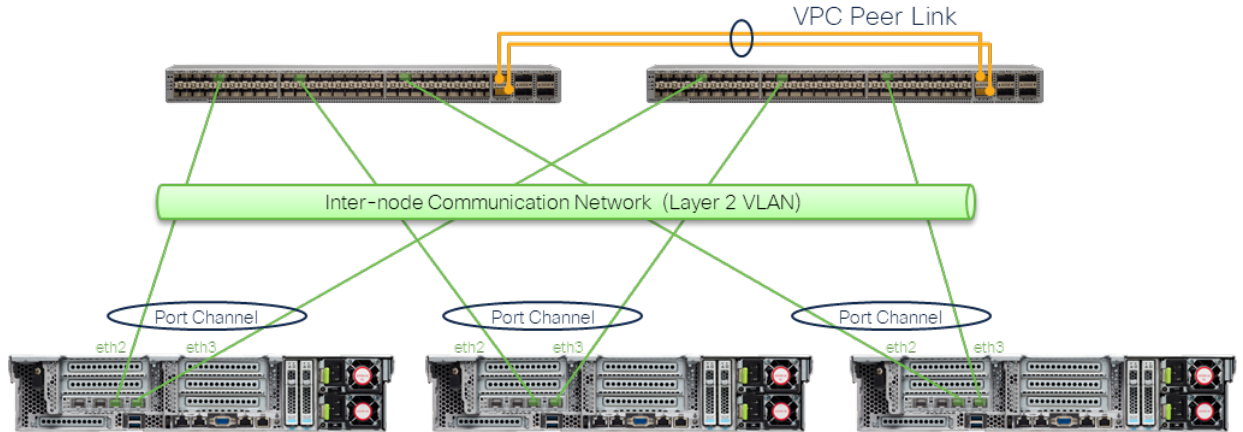 VPC Peer Link
Inter-node Communication Network (Layer 2 VLAN)
Port Channel
Port Channel
Port Channel
eth2
eth3
eth2
eth3
eth2
eth3